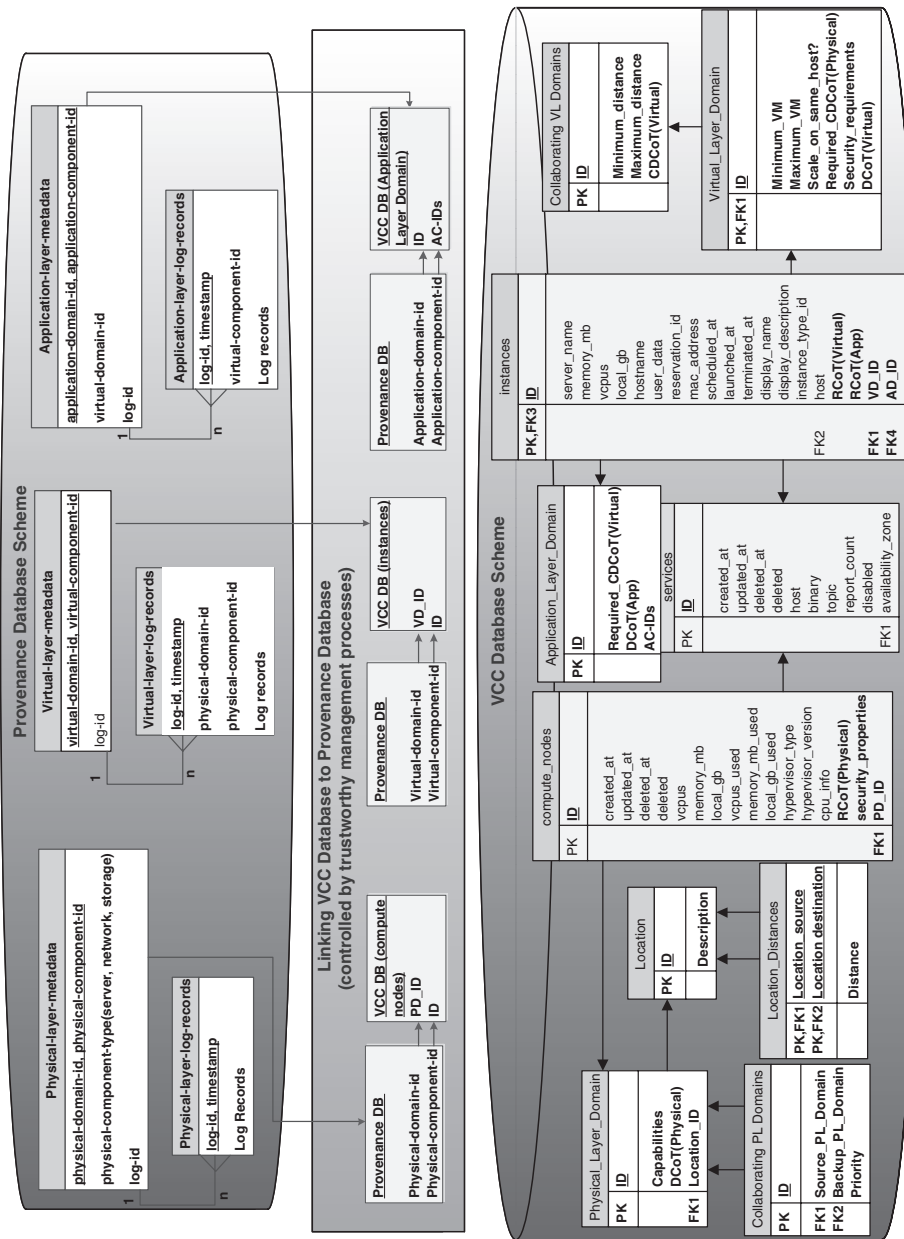 Provenance Database Scheme
Physical-layer-metadata
physical-domain-id, physical-component-id
physical-component-type(server, network, storage)
log-id
1
n
Physical-layer-log-records
log-id, timestamp
Log Records
Virtual-layer-metadata
virtual-domain-id, virtual-component-id
log-id
1
n
Virtual-layer-log-records
log-id, timestamp
physical-domain-id
physical-component-id
Log records
Application-layer-metadata
application-domain-id, application-component-id
virtual-domain-id
log-id
1
n
Application-layer-log-records
log-id, timestamp
virtual-component-id
Log records
Linking VCC Database to Provenance Database
(controlled by trustworthy management processes)
Provenance DB
Physical-domain-id
Physical-component-id
VCC DB (compute
nodes)
PD_ID
ID
Provenance DB
Virtual-domain-id
Virtual-component-id
VCC DB (instances)
VD_ID
ID
Provenance DB
Application-domain-id
Application-component-id
VCC DB (Application
Layer Domain)
ID
AC-IDs
VCC Database Scheme
Physical_Layer_Domain
PK ID
Capabilities
DCoT(Physical)
FK1 Location_ID
Collaborating PL Domains
PK ID
FK1 Source_PL_Domain
FK2 Backup_PL_Domain
Priority
Location
PK ID
Description
Location_Distances
PK,FK1 Location_source
PK,FK2 Location destination
Distance
compute_nodes
PK ID
created_at
updated_at
deleted_at
deleted
vcpus
memory_mb
local_gb
vcpus_used
memory_mb_used
local_gb_used
hypervisor_type
hypervisor_version
cpu_info
RCoT(Physical)
security_properties
FK1 PD_ID
Application_Layer_Domain
PK ID
Required_CDCoT(Virtual)
DCoT(App)
AC-IDs
services
PK ID
created_at
updated_at
deleted_at
deleted
host
binary
topic
report_count
disabled
FK1 availability_zone
instances
PK,FK3 ID
server_name
memory_mb
vcpus
local_gb
hostname
user_data
reservation_id
mac_address
scheduled_at
launched_at
terminated_at
display_name
display_description
instance_type_id
FK2 host
RCoT(Virtual)
RCoT(App)
FK1 VD_ID
FK4 AD_ID
Collaborating VL Domains
PK ID
Minimum_distance
Maximum_distance
CDCoT(Virtual)
Virtual_Layer_Domain
PK,FK1 ID
Minimum_VM
Maximum_VM
Scale_on_same_host?
Required_CDCoT(Physical)
Security_requirements
DCoT(Virtual)